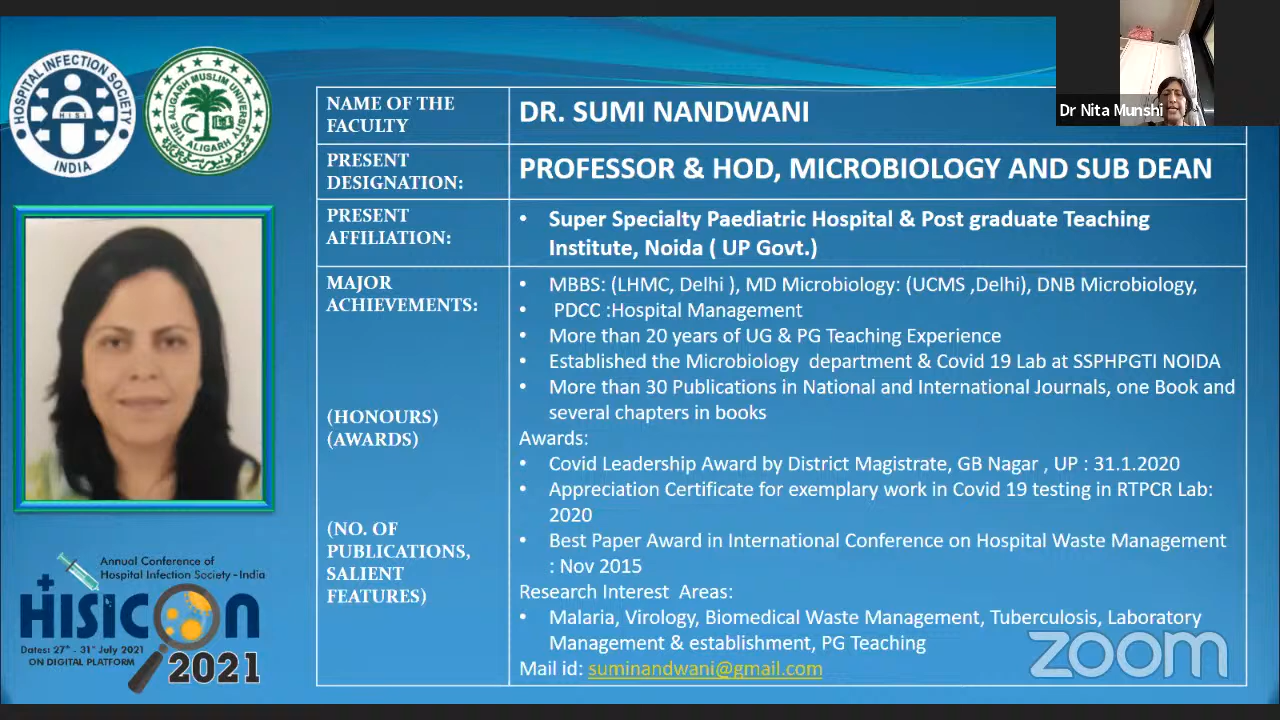 HOSPITAL INFECTION SOCIETY
H I S I
INDIA
THE ALIGARH MUSLIM UNIVERSITY
ALIGARH
Dr Nita Munshi
NAME OF THE
FACULTY
DR. SUMI NANDWANI
PRESENT
DESIGNATION:
PROFESSOR & HOD, MICROBIOLOGY AND SUB DEAN
PRESENT
AFFILIATION:
• Super Specialty Paediatric Hospital & Post graduate Teaching
Institute, Noida ( UP Govt.)
MAJOR
ACHIEVEMENTS:
(HONOURS)
(AWARDS)
(NO. OF
PUBLICATIONS,
SALIENT
FEATURES)
• MBBS: (LHMC, Delhi ), MD Microbiology: (UCMS ,Delhi), DNB Microbiology,
• PDCC :Hospital Management
• More than 20 years of UG & PG Teaching Experience
• Established the Microbiology department & Covid 19 Lab at SSPHPGTI NOIDA
• More than 30 Publications in National and International Journals, one Book and
several chapters in books
Awards:
• Covid Leadership Award by District Magistrate, GB Nagar , UP : 31.1.2020
• Appreciation Certificate for exemplary work in Covid 19 testing in RTPCR Lab:
2020
• Best Paper Award in International Conference on Hospital Waste Management
: Nov 2015
Research Interest Areas:
• Malaria, Virology, Biomedical Waste Management, Tuberculosis, Laboratory
Management & establishment, PG Teaching
Mail id: suminandwani@gmail.com
Annual Conference of
Hospital Infection Society -India
HISICON
Dates: 27th - 31st July 2021
ON DIGITAL PLATFORM
2021
zoom